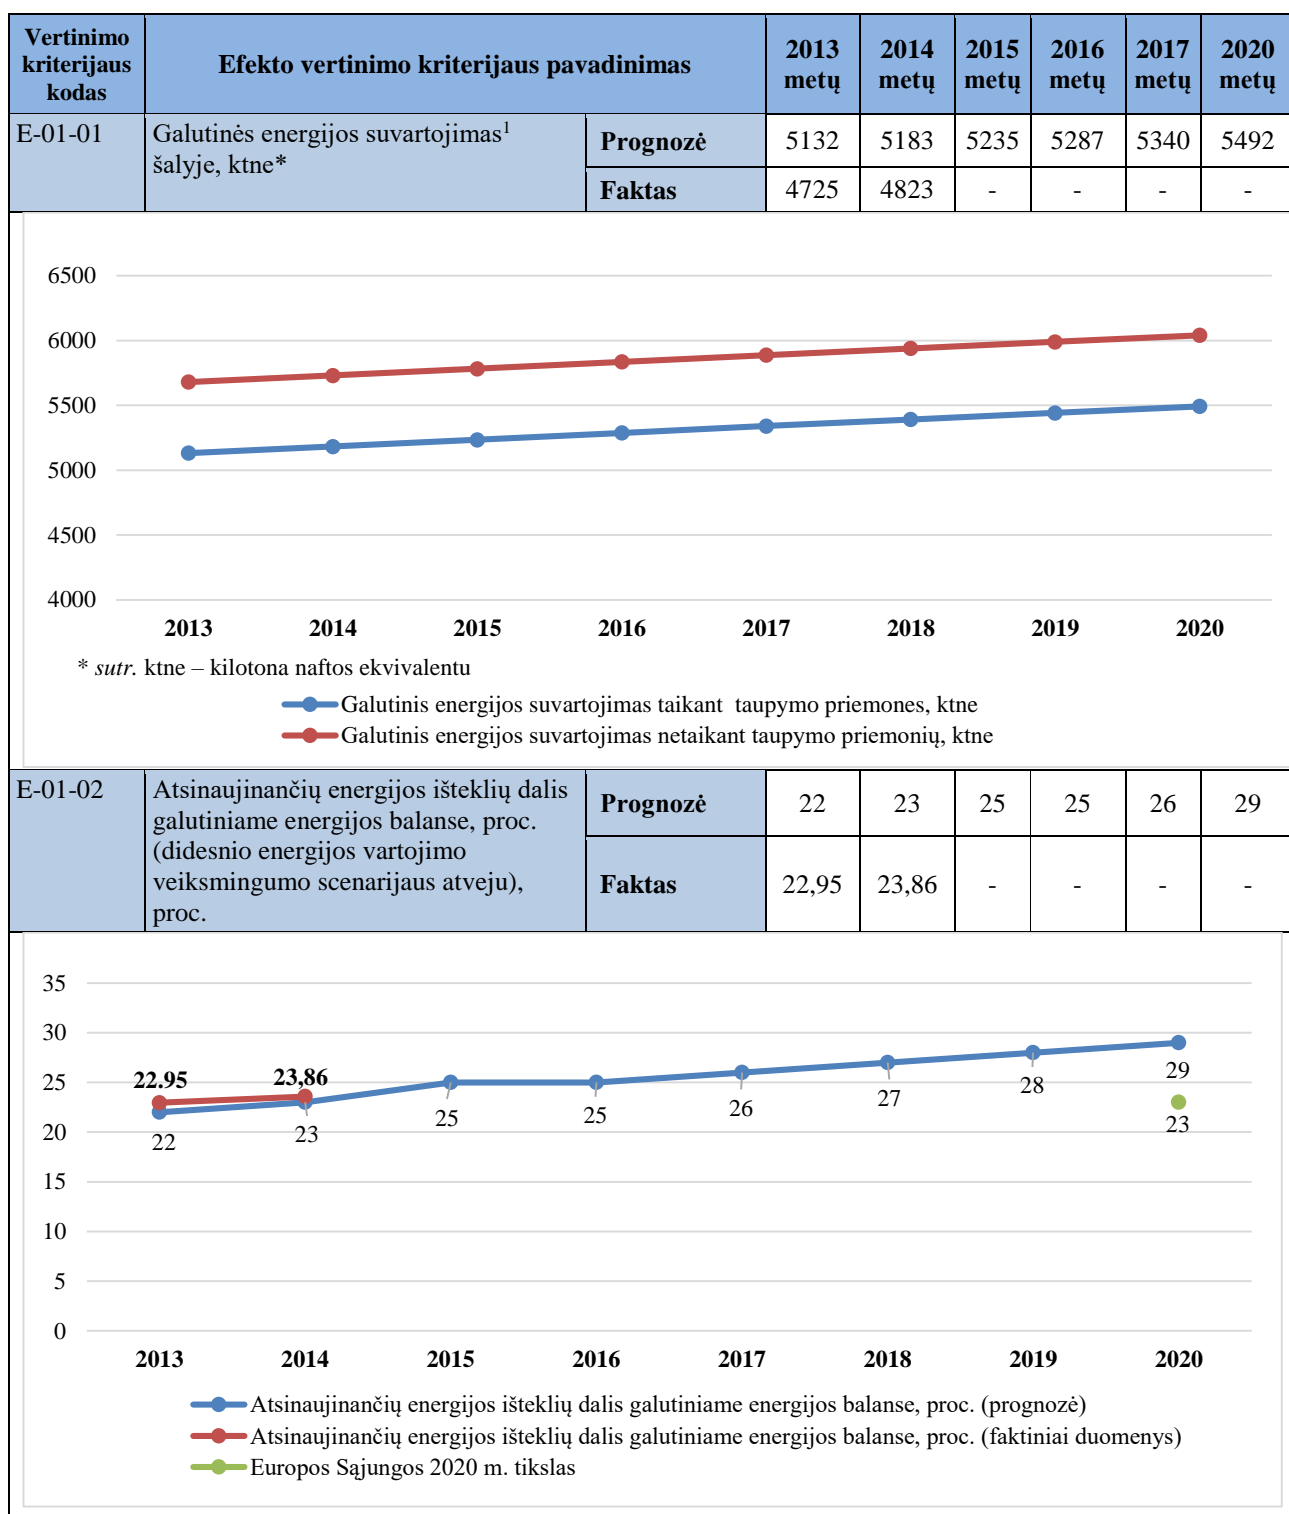 Vertinimo kriterijaus kodas
Efekto vertinimo kriterijaus pavadinimas
2013 metų
2014 metų
2015 metų
2016 metų
2017 metų
2020 metų
E-01-01
Galutinės energijos suvartojimas¹
šalyje, ktne*
Prognozė
5132 5183 5235 5287 5340 5492
Faktas
4725 4823 - - - -
6500
6000
5500
5000
4500
4000
2013 2014 2015 2016 2017 2018 2019 2020
* sutr. ktne – kilotona naftos ekvivalentu
Galutinis energijos suvartojimas taikant taupymo priemones, ktne
Galutinis energijos suvartojimas netaikant taupymo priemonių, ktne
E-01-02
Atsinaujinančių energijos išteklių dalis
galutiniame energijos balanse, proc.
(didesnio energijos vartojimo
veiksmingumo scenarijaus atveju),
proc.
Prognozė
22 23 25 25 26 29
Faktas
22,95 23,86 - - - -
35
30
25
20
15
10
5
0
22.95 23,86
22 23 25 25 26 27 28 29
23
2013 2014 2015 2016 2017 2018 2019 2020
Atsinaujinančių energijos išteklių dalis galutiniame energijos balanse, proc. (prognozė)
Atsinaujinančių energijos išteklių dalis galutiniame energijos balanse, proc. (faktiniai duomenys)
Europos Sąjungos 2020 m. tikslas